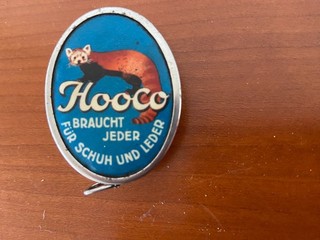 Hooco
BRAUCHT
JEDER
FÜR SCHUH UND LEDER